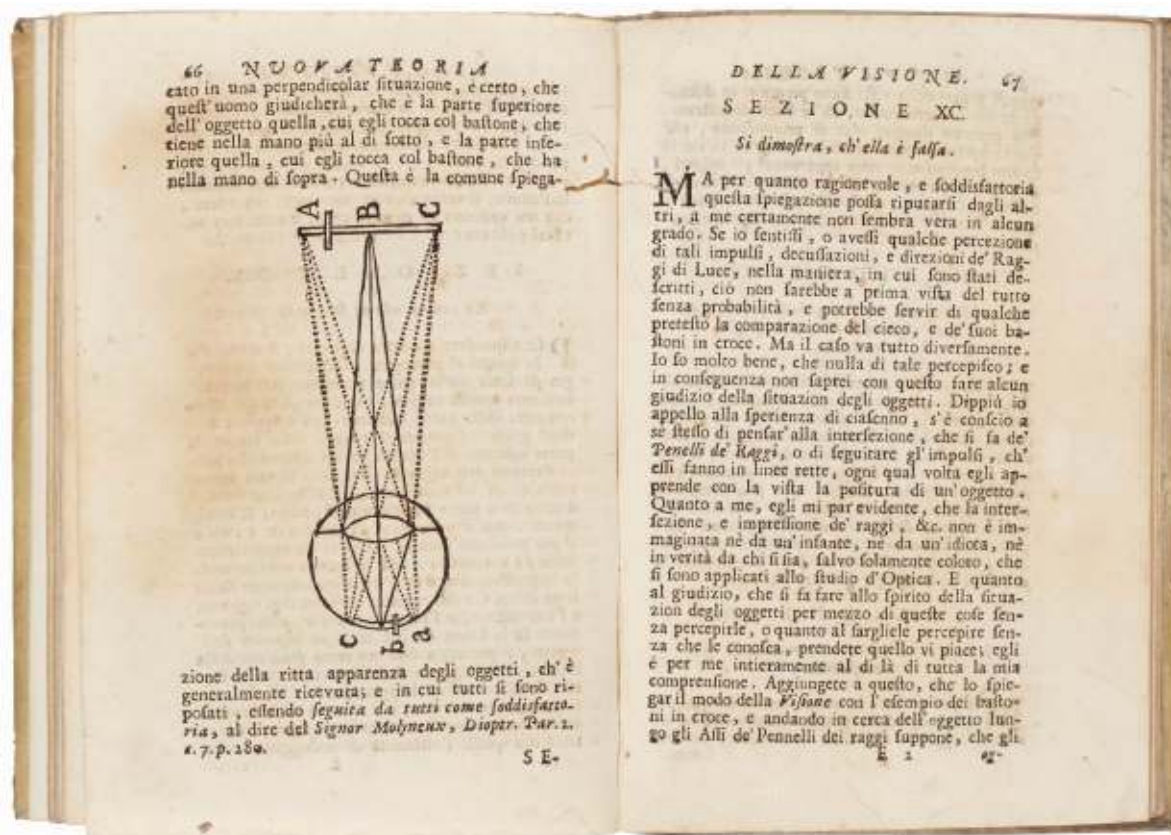 66 NUOVA TEORIA
cato in una perpendicolar ſituazione, è certo, che
queſt'uomo giudicherà, che è la parte ſuperiore
dell'oggetto quella, cui egli tocca col baſtone, che
tiene nella mano più al di ſotto, e la parte infe-
riore quella, cui egli tocca col baſtone, che ha
nella mano di ſopra. Queſta è la comune ſpiega-
A B C
c b a
zione della ritta apparenza degli oggetti, ch'è
generalmente ricevuta; e in cui tutti ſi ſono ri-
poſati, eſſendo ſeguita da tutti come ſoddisfatto-
ria, al dire del Signor Molyneux, Dioptr. Par. 2.
c. 7. p. 280.
SE-
DELLA VISIONE. 67
SEZIONE XC.
Si dimoſtra, ch'ella è falſa.
MA per quanto ragionevole, e ſoddisfattoria
queſta ſpiegazione poſſa riputarſi dagli al-
tri, a me certamente non ſembra vera in alcun
grado. Se io ſentiſſi, o aveſſi qualche percezione
di tali impulſi, decuſſazioni, e direzioni de' Rag-
gi di Luce, nella maniera, in cui ſono ſtati de-
ſcritti, ciò non ſarebbe a prima viſta del tutto
ſenza probabilità, e potrebbe ſervir di qualche
preteſto la comparazione del cieco, e de' ſuoi ba-
ſtoni in croce. Ma il caſo va tutto diverſamente.
Io ſo molto bene, che nulla di tale percepiſco; e
in conſeguenza non ſaprei con queſto fare alcun
giudizio della ſituazion degli oggetti. Dippiù io
appello alla ſperienza di ciaſcuno, s'è conſcio a
ſe ſteſſo di penſar'alla interſezione, che ſi fa de'
Penelli de' Raggi, o di ſeguitare gl'impulſi, ch'
eſſi fanno in linee rette, ogni qual volta egli ap-
prende con la viſta la poſitura di un'oggetto.
Quanto a me, egli mi par evidente, che la inter-
ſezione, e impreſſione de' raggi, &c. non è im-
maginata nè da un'infante, nè da un'idiota, nè
in verità da chi ſi ſia, ſalvo ſolamente coloro, che
ſi ſono applicati allo ſtudio d'Optica. E quanto
al giudizio, che ſi fa fare allo ſpirito della ſitua-
zion degli oggetti per mezzo di queſte coſe ſen-
za percepirle, o quanto al fargliele percepire ſen-
za che le conoſca, prendete quello vi piace; egli
è per me intieramente al di là di tutta la mia
comprenſione. Aggiungete a queſto, che lo ſpie-
gar il modo della Viſione con l'eſempio dei baſto-
ni in croce, e andando in cerca dell'oggetto lun-
go gli Aſſi de' Pennelli dei raggi ſuppone, che gli
E 2 og-